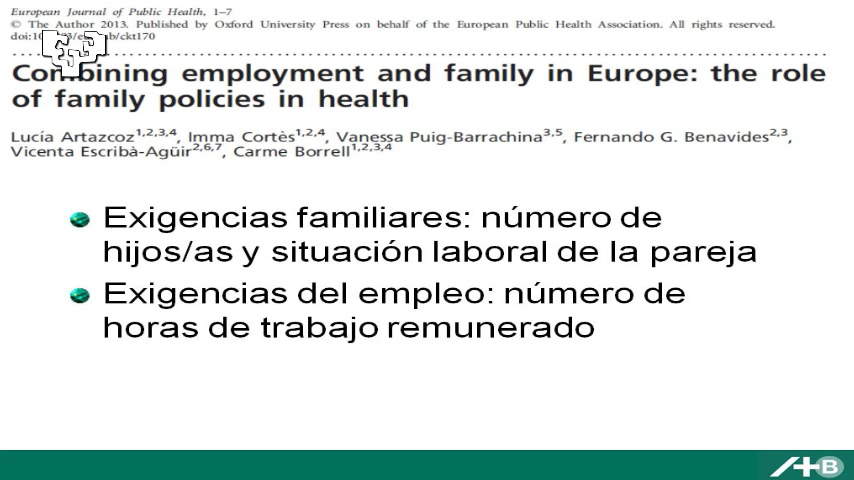 European Journal of Public Health, 1–7
© The Author 2013. Published by Oxford University Press on behalf of the European Public Health Association. All rights reserved.
Combining employment and family in Europe: the role
of family policies in health
Lucía Artazcoz1,2,3,4, Imma Cortès1,2,4, Vanessa Puig-Barrachina3,5, Fernando G. Benavides2,3,
Vicenta Escribà-Agüir2,6,7, Carme Borrell1,2,3,4
Exigencias familiares: número de
hijos/as y situación laboral de la pareja
Exigencias del empleo: número de
horas de trabajo remunerado
B